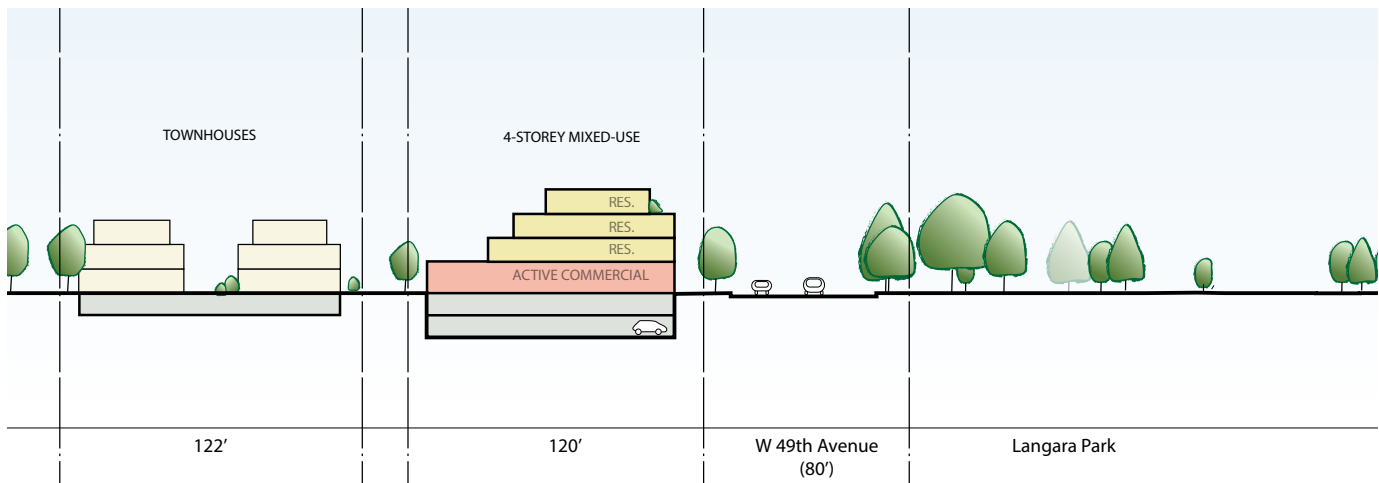 TOWNHOUSES
4-STOREY MIXED-USE
RES.
RES.
RES.
ACTIVE COMMERCIAL
122’
120’
W 49th Avenue
(80’)
Langara Park